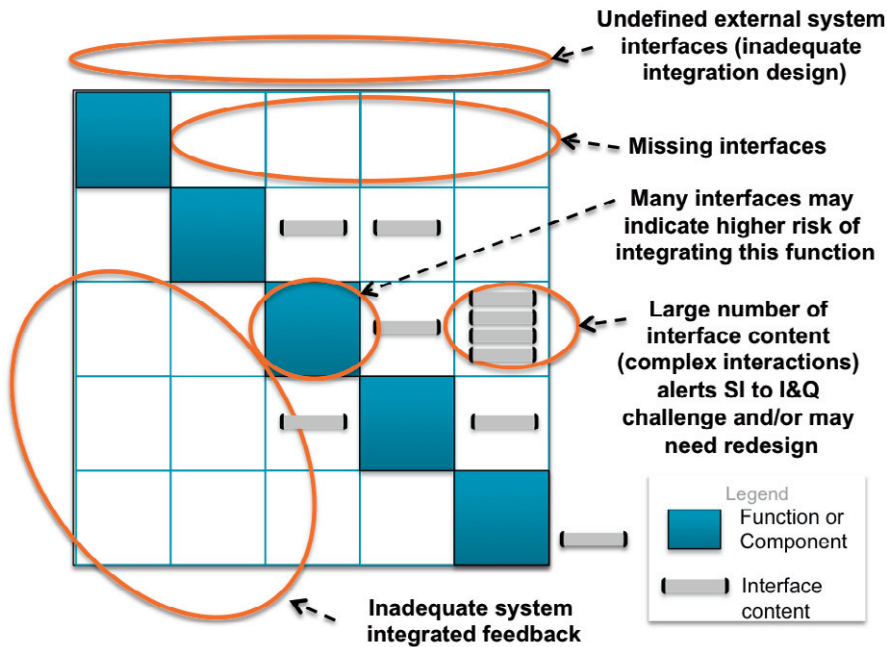 Undefined external system
interfaces (inadequate
integration design)
Missing interfaces
Many interfaces may
indicate higher risk of
integrating this function
Large number of
interface content
(complex interactions)
alerts SI to I&Q
challenge and/or may
need redesign
Legend
Function or
Component
Interface
content
Inadequate system
integrated feedback